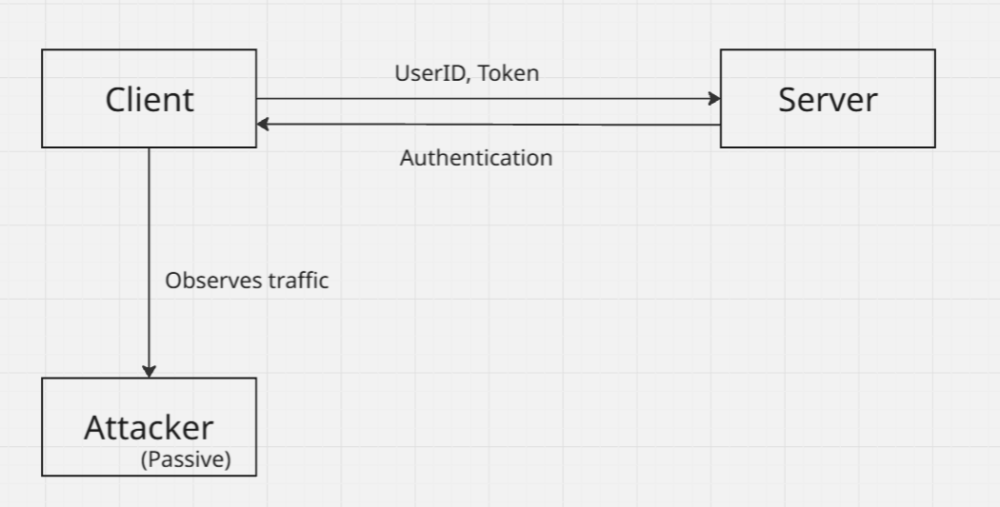 Client
UserID, Token
Server
Authentication
Observes traffic
Attacker
(Passive)